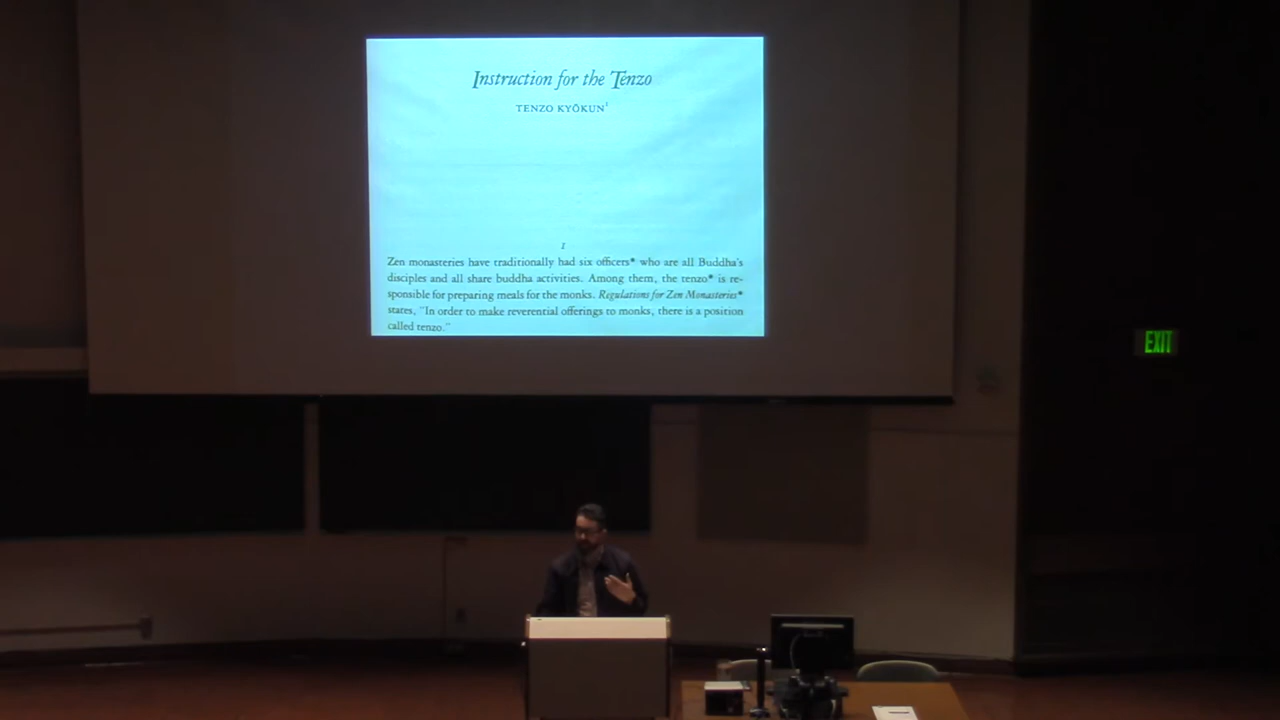 Instruction for the Tenzo
TENZO KYŌKUN¹
I
Zen monasteries have traditionally had six officers* who are all Buddha's
disciples and all share buddha activities. Among them, the tenzo* is re-
sponsible for preparing meals for the monks. Regulations for Zen Monasteries*
states, "In order to make reverential offerings to monks, there is a position
called tenzo."
EXIT